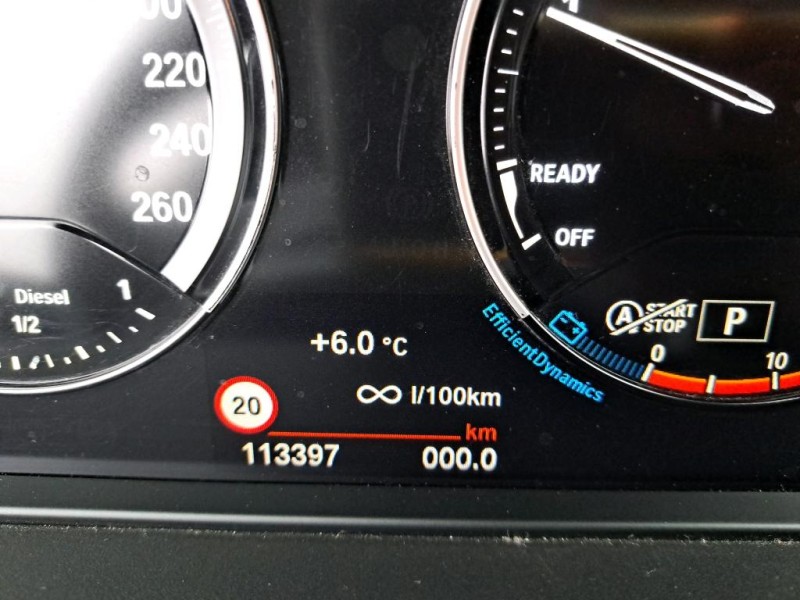 220
240
260
Diesel
1/2
1
1
READY
OFF
A START STOP
P
EfficientDynamics
0
10
+6.0 °C
20
∞ l/100km
km
113397 000.0